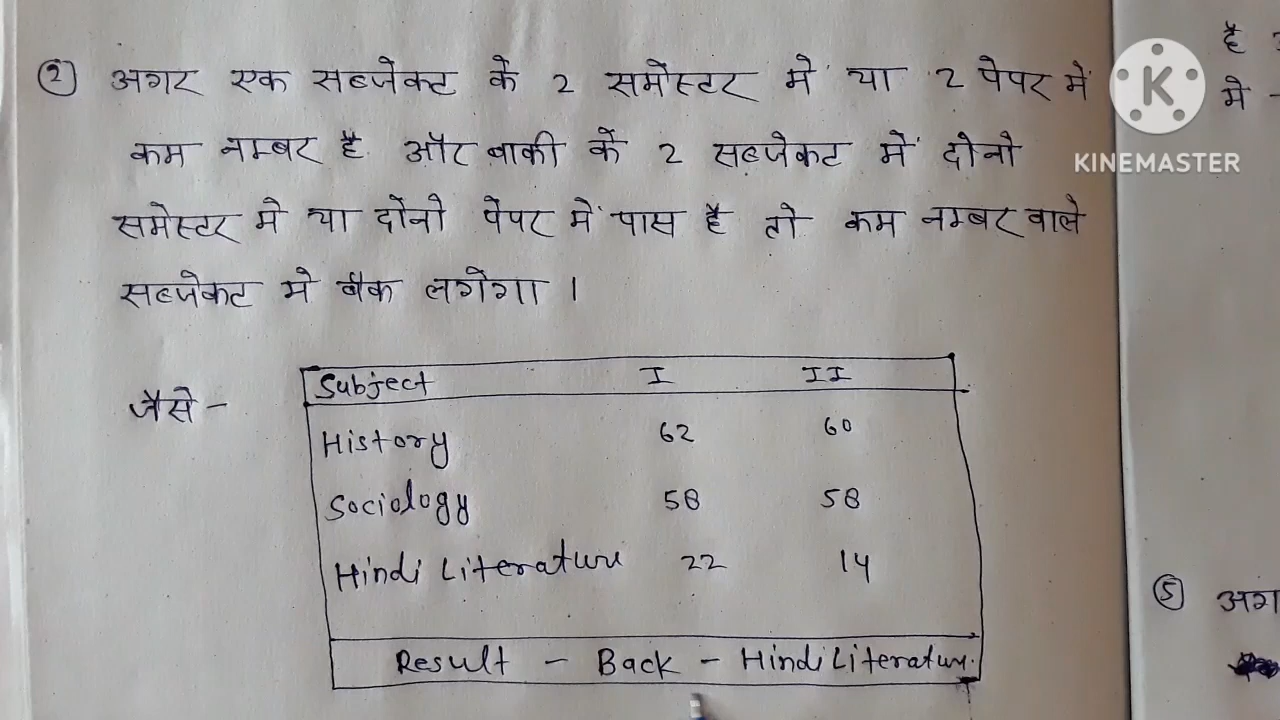 ② अगर एक सब्जेक्ट के 2 समेस्टर में या 2 पेपर में
कम नम्बर है और बाकी के 2 सब्जेकट में दोनो
समेस्टर मे या दोनो पेपर में पास है तो कम नम्बर वाले
सब्जेकट मे बैक लगेगा ।
जैसे -
Subject I II
History 62 60
Sociology 58 58
Hindi Literature 22 14
Result - Back - Hindi Literature.
है
मे -
⑤ अग
K
KINEMASTER